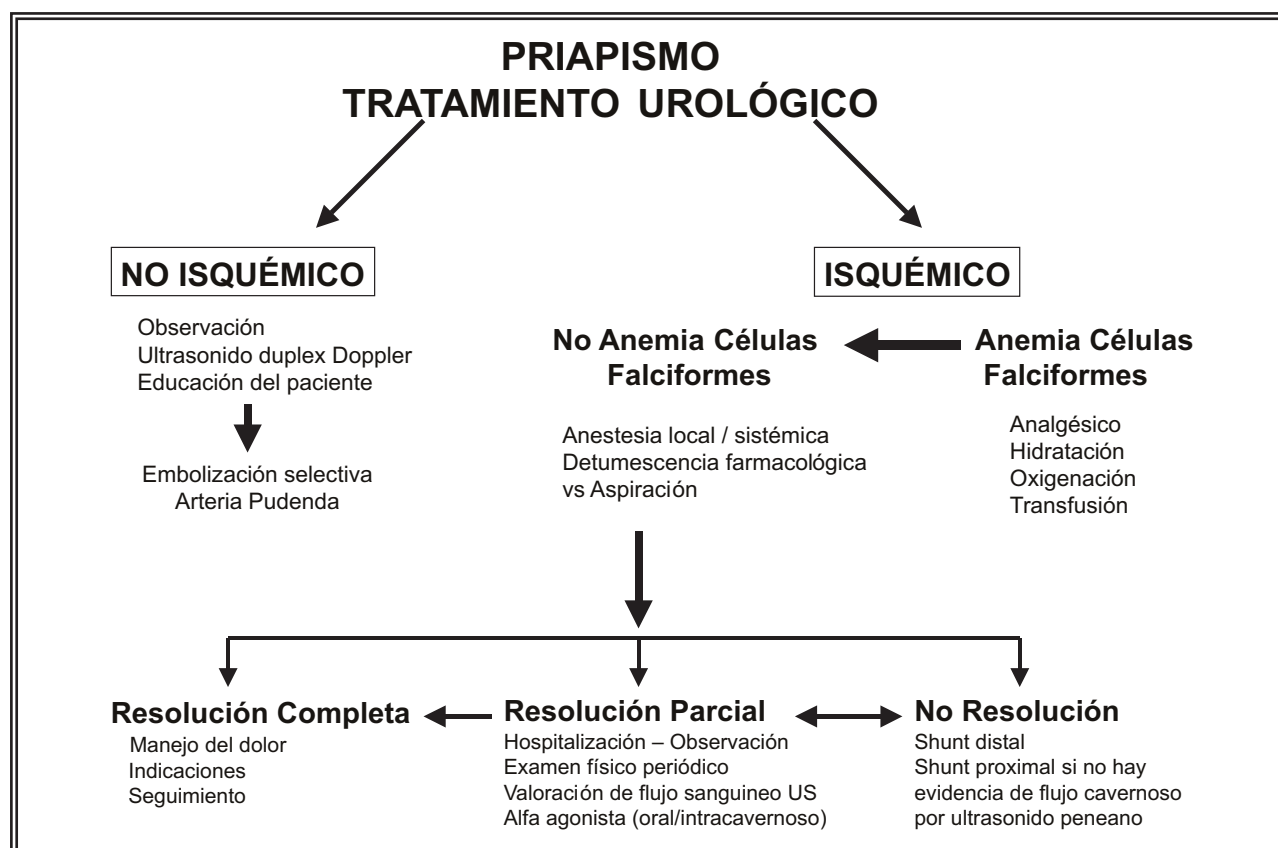 PRIAPISMO
TRATAMIENTO UROLÓGICO
NO ISQUÉMICO
Observación
Ultrasonido duplex Doppler
Educación del paciente
Embolización selectiva
Arteria Pudenda
ISQUÉMICO
No Anemia Células
Falciformes
Anestesia local / sistémica
Detumescencia farmacológica
vs Aspiración
Anemia Células
Falciformes
Analgésico
Hidratación
Oxigenación
Transfusión
Resolución Completa
Manejo del dolor
Indicaciones
Seguimiento
Resolución Parcial
Hospitalización – Observación
Examen físico periódico
Valoración de flujo sanguineo US
Alfa agonista (oral/intracavernoso)
No Resolución
Shunt distal
Shunt proximal si no hay
evidencia de flujo cavernoso
por ultrasonido peneano